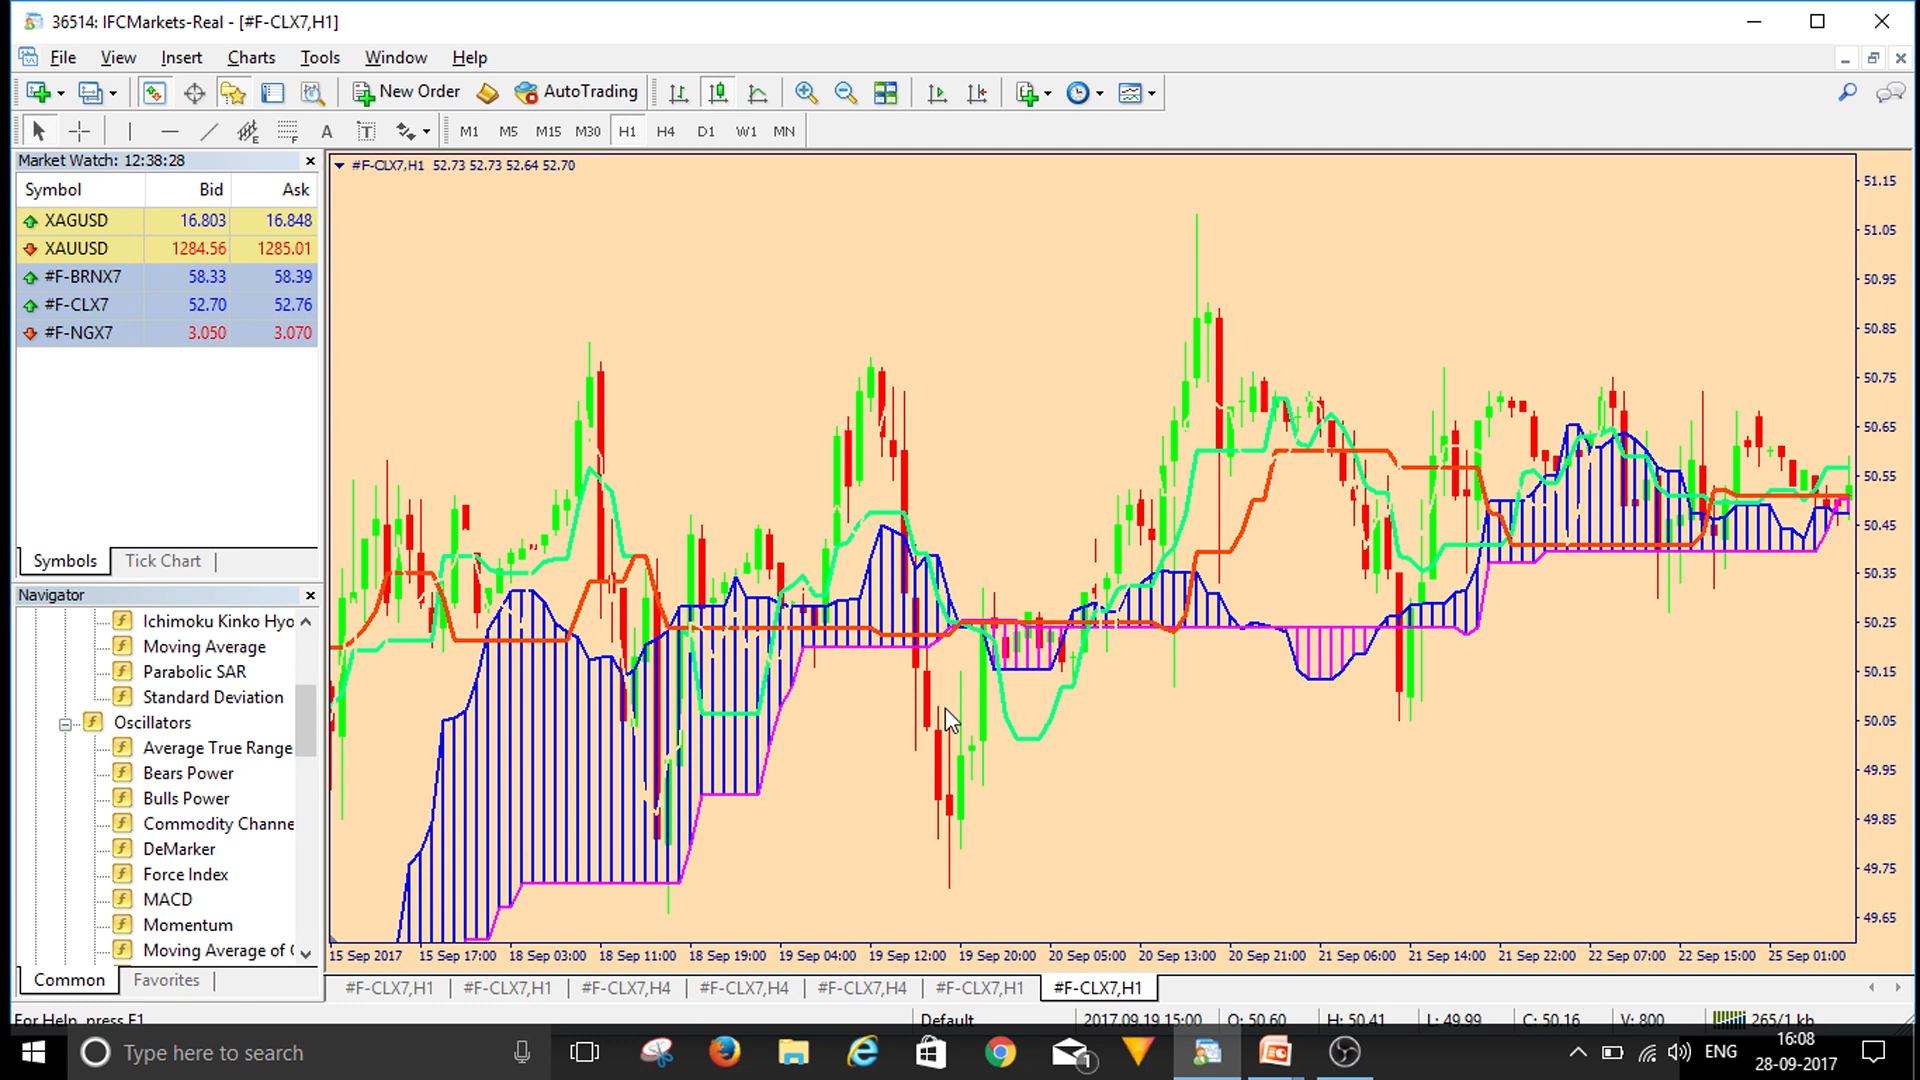 36514: IFCMarkets-Real - [#F-CLX7,H1]
File View Insert Charts Tools Window Help
New Order AutoTrading
A T M1 M5 M15 M30 H1 H4 D1 W1 MN
Market Watch: 12:38:28
Symbol Bid Ask
XAGUSD 16.803 16.848
XAUUSD 1284.56 1285.01
#F-BRNX7 58.33 58.39
#F-CLX7 52.70 52.76
#F-NGX7 3.050 3.070
Symbols Tick Chart
Navigator
Ichimoku Kinko Hyo
Moving Average
Parabolic SAR
Standard Deviation
Oscillators
Average True Range
Bears Power
Bulls Power
Commodity Channe
DeMarker
Force Index
MACD
Momentum
Moving Average of
Common Favorites
#F-CLX7,H1 52.73 52.73 52.64 52.70
51.15
51.05
50.95
50.85
50.75
50.65
50.55
50.45
50.35
50.25
50.15
50.05
49.95
49.85
49.75
49.65
15 Sep 2017 15 Sep 17:00 18 Sep 03:00 18 Sep 11:00 18 Sep 19:00 19 Sep 04:00 19 Sep 12:00 19 Sep 20:00 20 Sep 05:00 20 Sep 13:00 20 Sep 21:00 21 Sep 06:00 21 Sep 14:00 21 Sep 22:00 22 Sep 07:00 22 Sep 15:00 25 Sep 01:00
#F-CLX7,H1 #F-CLX7,H1 #F-CLX7,H4 #F-CLX7,H4 #F-CLX7,H4 #F-CLX7,H1 #F-CLX7,H1
For Help, press F1 Default 2017.09.19 15:00 O: 50.60 H: 50.41 L: 49.99 C: 50.16 V: 800 265/1 kb
Type here to search 1 ENG 16:08
28-09-2017